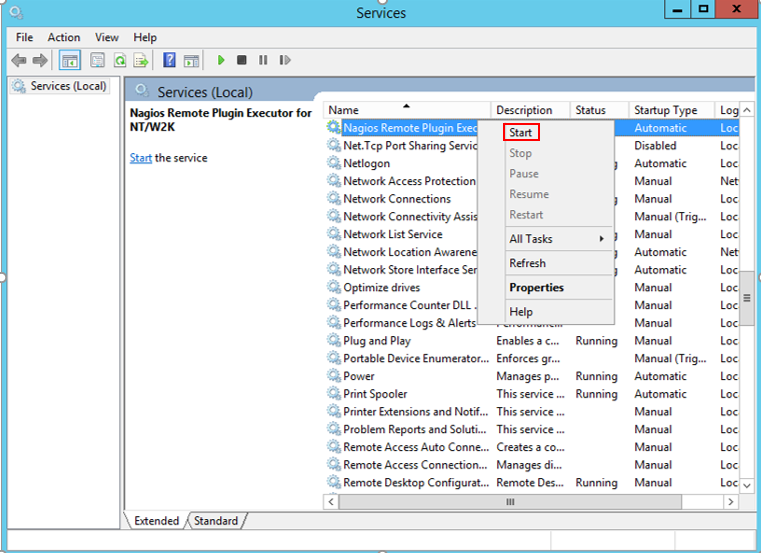 Services
File Action View Help
Services (Local)
Services (Local)
Nagios Remote Plugin Executor for
NT/W2K
Start the service
Name Description Status Startup Type Log
Nagios Remote Plugin Exec Automatic Loc
Net.Tcp Port Sharing Servic Disabled Loc
Netlogon Automatic Loc
Network Access Protection Manual Net
Network Connections Manual Loc
Network Connectivity Assis Manual (Trig... Loc
Network List Service Manual Loc
Network Location Awarene Automatic Net
Network Store Interface Ser Automatic Loc
Optimize drives Manual Loc
Performance Counter DLL Manual Loc
Performance Logs & Alerts Performanc... Manual Loc
Plug and Play Enables a c... Running Manual Loc
Portable Device Enumerator... Enforces gr... Manual (Trig... Loc
Power Manages p... Running Automatic Loc
Print Spooler This service ... Running Automatic Loc
Printer Extensions and Notif... This service ... Manual Loc
Problem Reports and Soluti... This service ... Manual Loc
Remote Access Auto Conne... Creates a co... Manual Loc
Remote Access Connection... Manages di... Manual Loc
Remote Desktop Configurat... Remote Des... Running Manual Loc
Start
Stop
Pause
Resume
Restart
All Tasks
Refresh
Properties
Help
Extended Standard